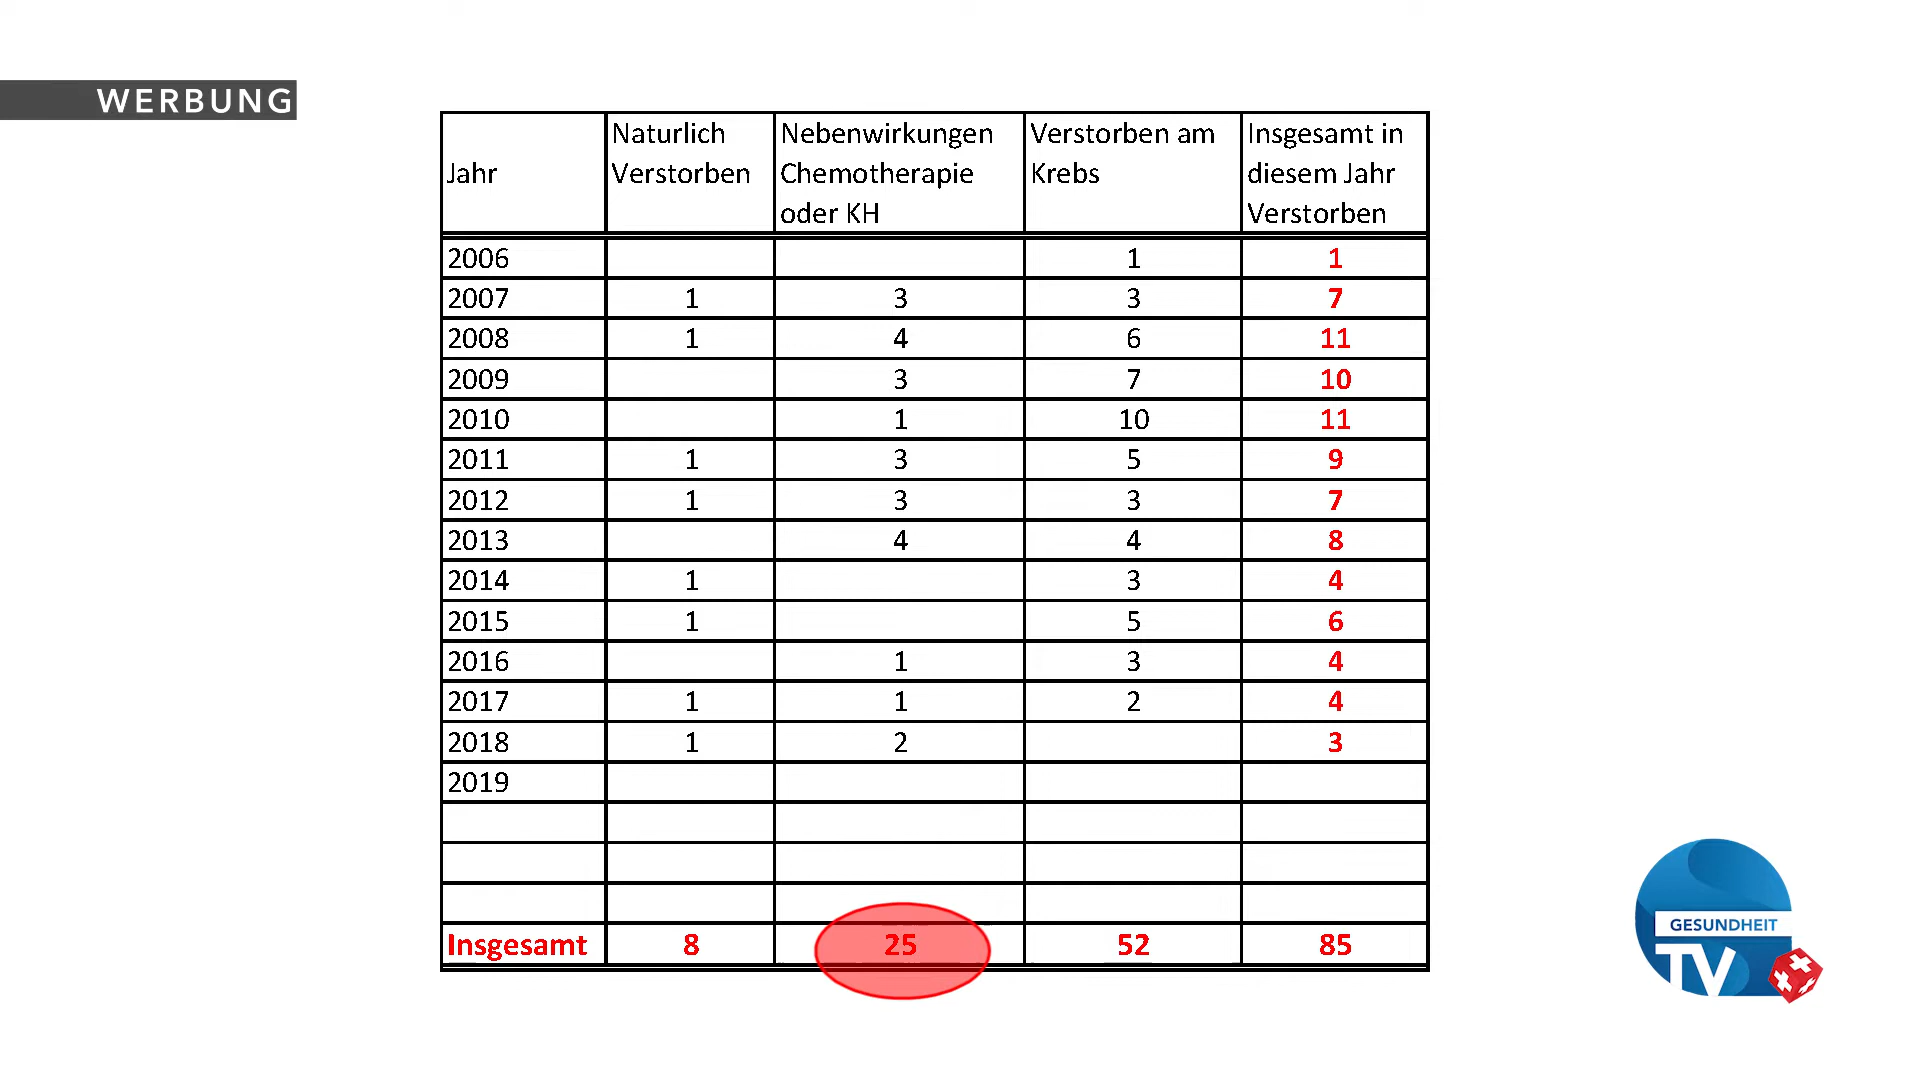 WERBUNG
Jahr | Naturlich Verstorben | Nebenwirkungen Chemotherapie oder KH | Verstorben am Krebs | Insgesamt in diesem Jahr Verstorben
2006 | | | 1 | 1
2007 | 1 | 3 | 3 | 7
2008 | 1 | 4 | 6 | 11
2009 | | 3 | 7 | 10
2010 | | 1 | 10 | 11
2011 | 1 | 3 | 5 | 9
2012 | 1 | 3 | 3 | 7
2013 | | 4 | 4 | 8
2014 | 1 | | 3 | 4
2015 | 1 | | 5 | 6
2016 | | 1 | 3 | 4
2017 | 1 | 1 | 2 | 4
2018 | 1 | 2 | | 3
2019
Insgesamt | 8 | 25 | 52 | 85
GESUNDHEIT
TV